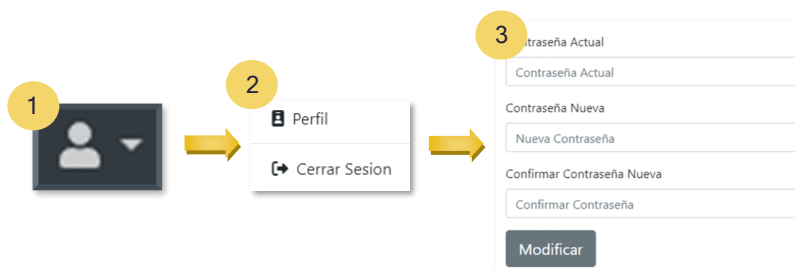 1
2
Perfil
Cerrar Sesion
3
traseña Actual
Contraseña Actual
Contraseña Nueva
Nueva Contraseña
Confirmar Contraseña Nueva
Confirmar Contraseña
Modificar